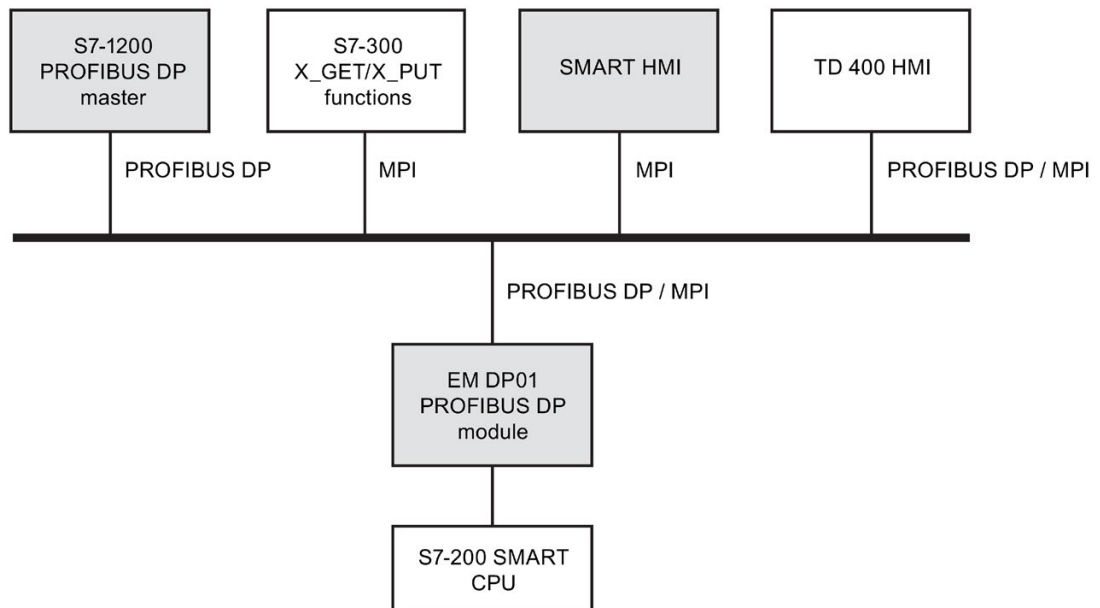 S7-1200
PROFIBUS DP
master
S7-300
X_GET/X_PUT
functions
SMART HMI
TD 400 HMI
PROFIBUS DP
MPI
MPI
PROFIBUS DP / MPI
PROFIBUS DP / MPI
EM DP01
PROFIBUS DP
module
S7-200 SMART
CPU